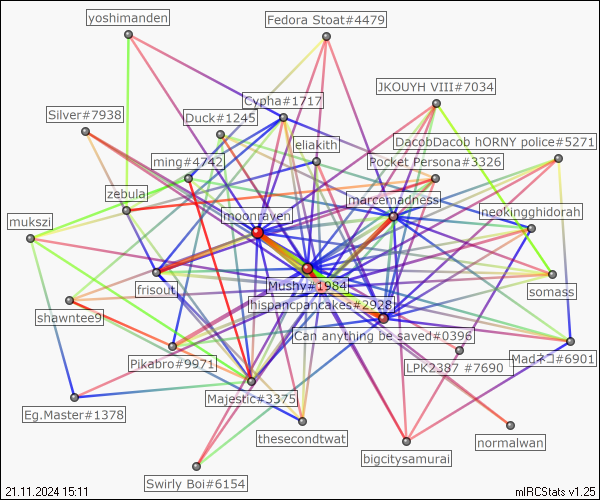 yoshimanden
Fedora Stoat#4479
JKOUYH VIII#7034
Cypha#1717
Silver#7938
Duck#1245
DacobDacob hORNY police#5271
eliakith
ming#4742
Pocket Persona#3326
zebula
marcemadness
moonraven
neokingghidorah
mukszi
Mushy#1984
frisout
somass
hispancpancakes#2928
shawntee9
Can anything be saved#0396
Pikabro#9971
LPK2387 #7690
Madネコ#6901
Majestic#3375
Eg.Master#1378
thesecondtwat
normalwan
bigcitysamurai
Swirly Boi#6154
21.11.2024 15:11
mIRCStats v1.25